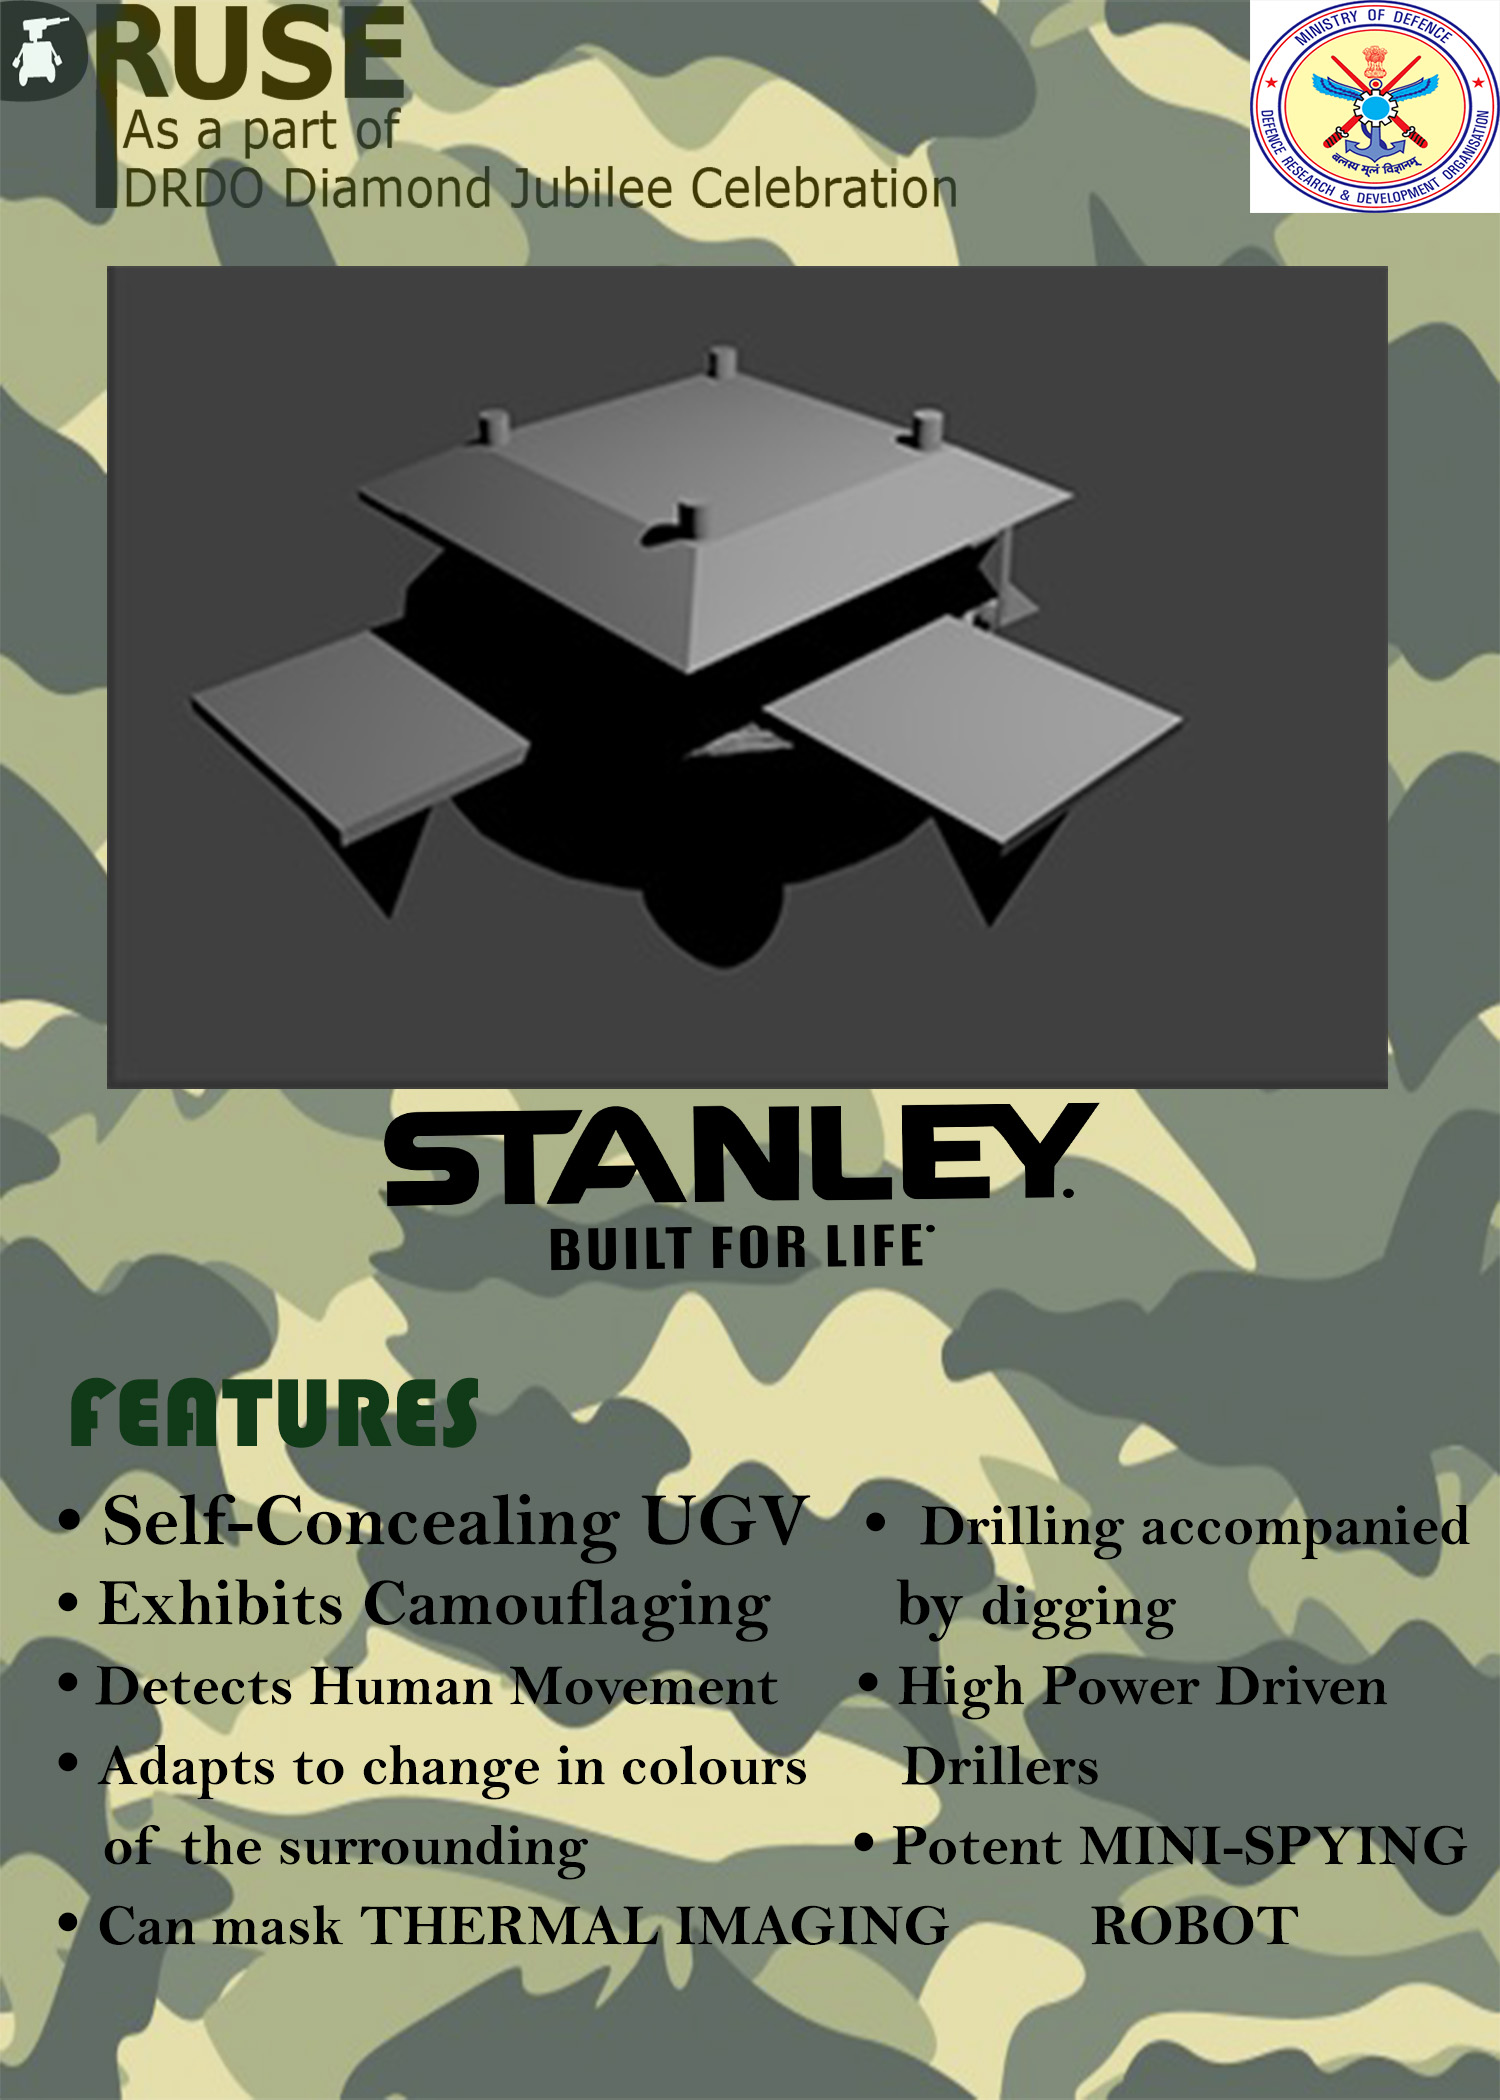 DRUSE
As a part of
DRDO Diamond Jubilee Celebration
MINISTRY OF DEFENCE
DEFENCE RESEARCH & DEVELOPMENT ORGANISATION
बलस्य मूलं विज्ञानम्
STANLEY.
BUILT FOR LIFE
FEATURES
• Self-Concealing UGV
• Exhibits Camouflaging
• Detects Human Movement
• Adapts to change in colours
of the surrounding
• Can mask THERMAL IMAGING
• Drilling accompanied
by digging
• High Power Driven
Drillers
• Potent MINI-SPYING
ROBOT